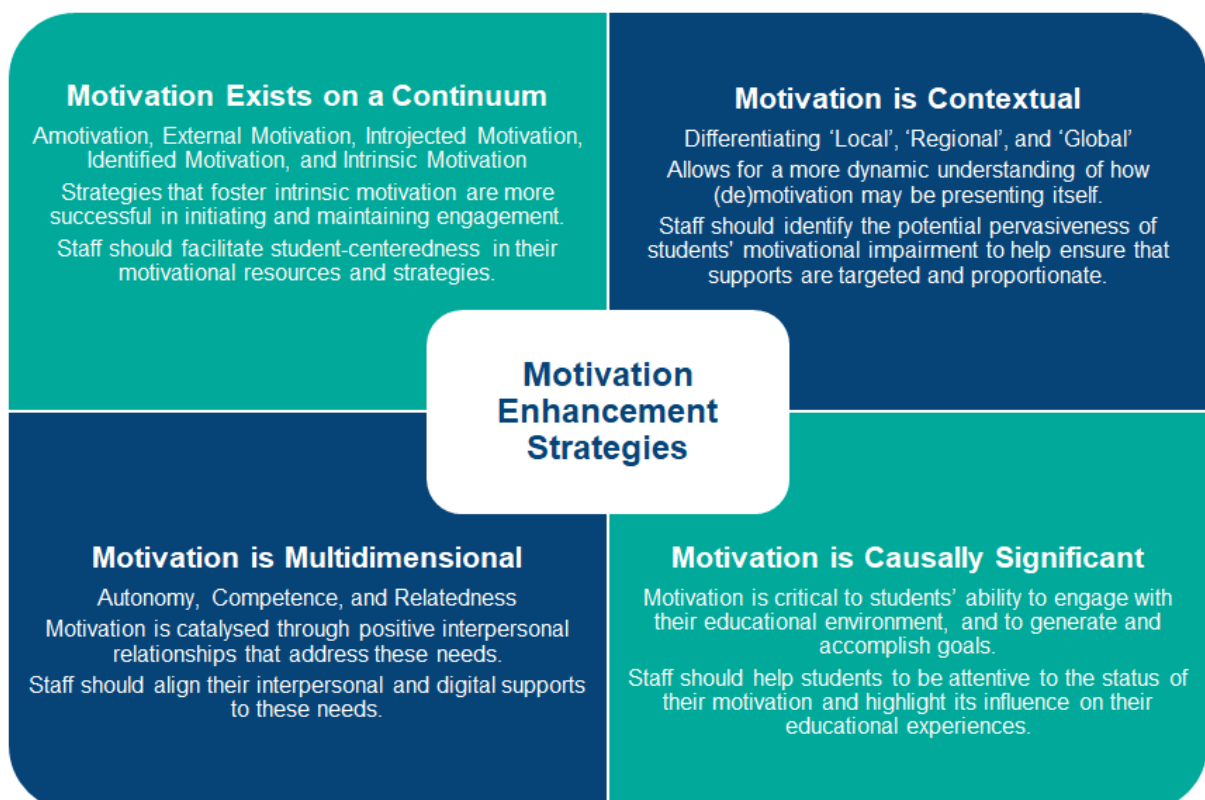 Motivation Exists on a Continuum
Amotivation, External Motivation, Introjected Motivation,
Identified Motivation, and Intrinsic Motivation
Strategies that foster intrinsic motivation are more
successful in initiating and maintaining engagement.
Staff should facilitate student-centeredness in their
motivational resources and strategies.
Motivation is Contextual
Differentiating ‘Local’, ‘Regional’, and ‘Global’
Allows for a more dynamic understanding of how
(de)motivation may be presenting itself.
Staff should identify the potential pervasiveness of
students' motivational impairment to help ensure that
supports are targeted and proportionate.
Motivation
Enhancement
Strategies
Motivation is Multidimensional
Autonomy, Competence, and Relatedness
Motivation is catalysed through positive interpersonal
relationships that address these needs.
Staff should align their interpersonal and digital supports
to these needs.
Motivation is Causally Significant
Motivation is critical to students’ ability to engage with
their educational environment, and to generate and
accomplish goals.
Staff should help students to be attentive to the status of
their motivation and highlight its influence on their
educational experiences.